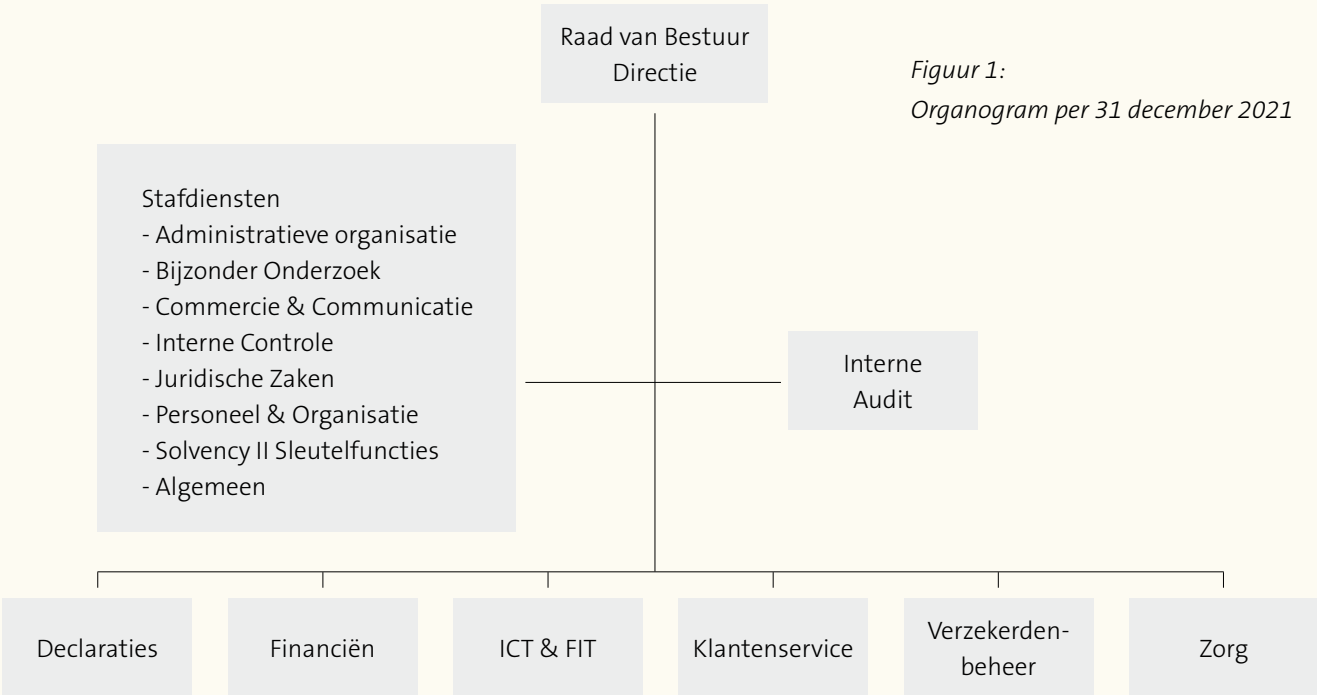 Raad van Bestuur
Directie
Figuur 1:
Organogram per 31 december 2021
Stafdiensten
- Administratieve organisatie
- Bijzonder Onderzoek
- Commercie & Communicatie
- Interne Controle
- Juridische Zaken
- Personeel & Organisatie
- Solvency II Sleutelfuncties
- Algemeen
Interne
Audit
Declaraties
Financiën
ICT & FIT
Klantenservice
Verzekerden-
beheer
Zorg